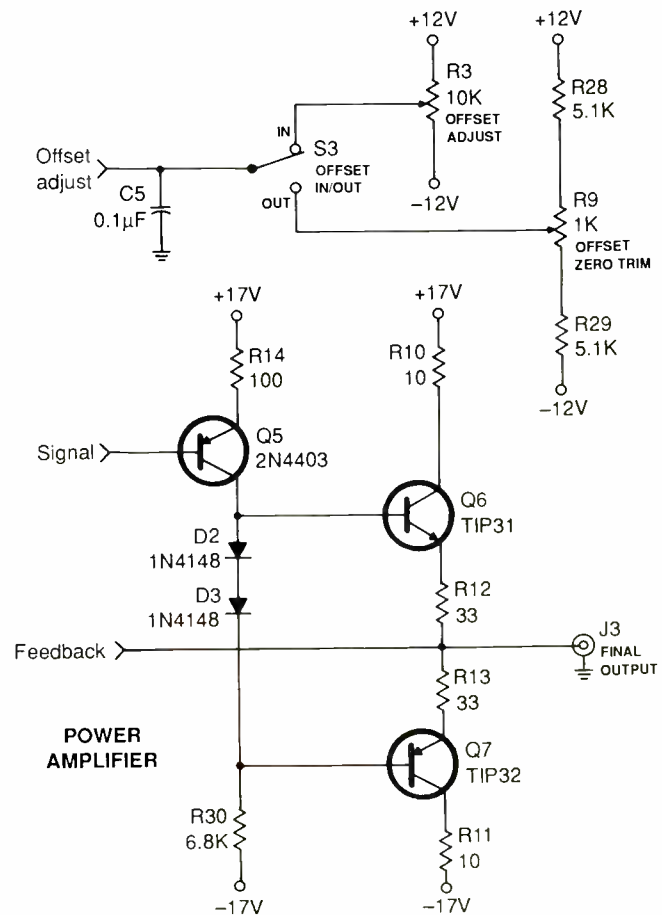 +12V
+12V
R3
10K
OFFSET
ADJUST
R28
5.1K
IN
S3
OFFSET
IN/OUT
Offset
adjust
C5
0.1µF
OUT
−12V
R9
1K
OFFSET
ZERO TRIM
+17V
+17V
R29
5.1K
−12V
R14
100
R10
10
Signal
Q5
2N4403
Q6
TIP31
D2
1N4148
D3
1N4148
R12
33
Feedback
J3
FINAL
OUTPUT
R13
33
POWER
AMPLIFIER
Q7
TIP32
R30
6.8K
R11
10
−17V
−17V